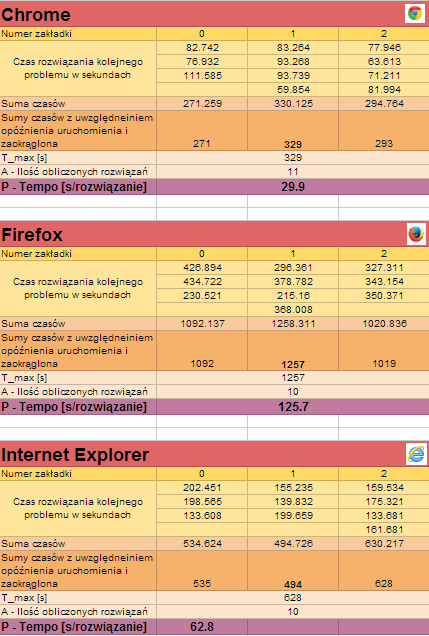 Chrome
Numer zakładki 0 1 2
Czas rozwiązania kolejnego problemu w sekundach
82.742 83.264 77.946
76.932 93.268 63.613
111.585 93.739 71.211
59.854 81.994
Suma czasów 271.259 330.125 294.764
Sumy czasów z uwzględneiniem
opóźnienia uruchomienia i
zaokrąglona 271 329 293
T_max [s] 329
A - Ilość obliczonych rozwiązań 11
P - Tempo [s/rozwiązanie] 29.9
Firefox
Numer zakładki 0 1 2
Czas rozwiązania kolejnego problemu w sekundach
426.894 296.361 327.311
434.722 378.782 343.154
230.521 215.16 350.371
368.008
Suma czasów 1092.137 1258.311 1020.836
Sumy czasów z uwzględneiniem
opóźnienia uruchomienia i
zaokrąglona 1092 1257 1019
T_max [s] 1257
A - Ilość obliczonych rozwiązań 10
P - Tempo [s/rozwiązanie] 125.7
Internet Explorer
Numer zakładki 0 1 2
Czas rozwiązania kolejnego problemu w sekundach
202.451 155.235 159.534
198.565 139.832 175.321
133.608 199.659 133.681
161.681
Suma czasów 534.624 494.726 630.217
Sumy czasów z uwzględneiniem
opóźnienia uruchomienia i
zaokrąglona 535 494 628
T_max [s] 628
A - Ilość obliczonych rozwiązań 10
P - Tempo [s/rozwiązanie] 62.8